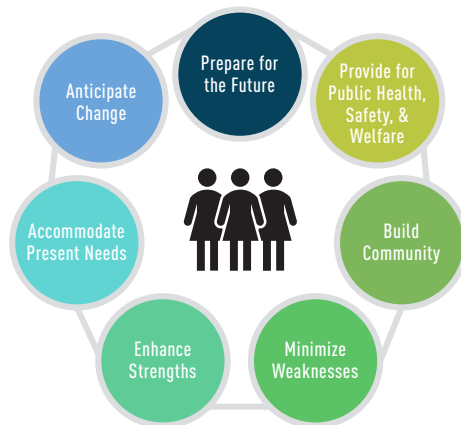 Prepare for
the Future
Provide for
Public Health,
Safety, &
Welfare
Build
Community
Minimize
Weaknesses
Enhance
Strengths
Accommodate
Present Needs
Anticipate
Change